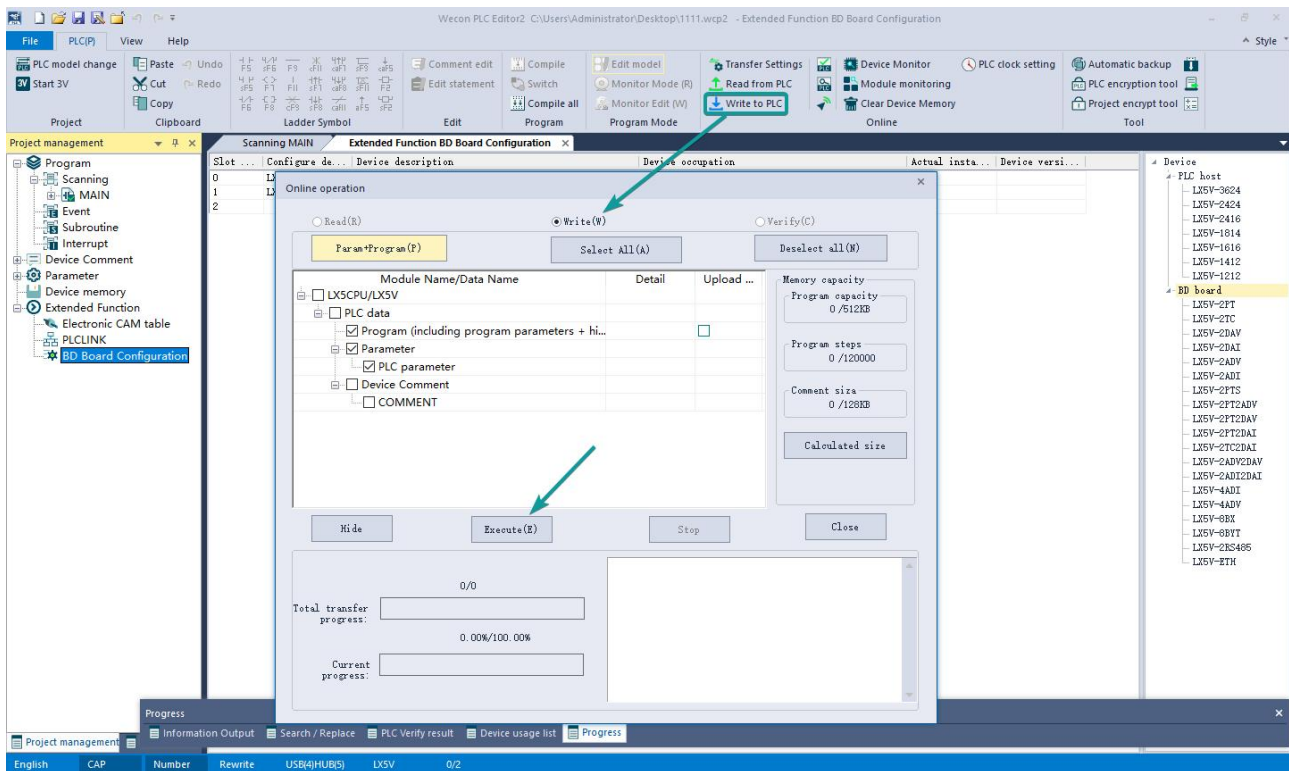 Wecon PLC Editor2 C:\Users\Administrator\Desktop\1111.wcp2 - Extended Function BD Board Configuration
File PLC(P) View Help Style
PLC model change Paste Undo Comment edit Compile Edit model Transfer Settings Device Monitor PLC clock setting Automatic backup
Start 3V Cut Redo Edit statement Switch Monitor Mode (R) Read from PLC Module monitoring PLC encryption tool
Copy Compile all Monitor Edit (W) Write to PLC Clear Device Memory Project encrypt tool
Project Clipboard Ladder Symbol Edit Program Program Mode Online Tool
Project management Scanning MAIN Extended Function BD Board Configuration
Program
Scanning
MAIN
Event
Subroutine
Interrupt
Device Comment
Parameter
Device memory
Extended Function
Electronic CAM table
PLCLINK
BD Board Configuration
Slot ... Configure de... Device description Device occupation Actual insta... Device versi...
0
1
2
Online operation
Read(R) Write(W) Verify(C)
Param+Program(P) Select All(A) Deselect all(N)
Module Name/Data Name Detail Upload ...
LX5CPU/LX5V
PLC data
Program (including program parameters + hi...
Parameter
PLC parameter
Device Comment
COMMENT
Memory capacity
Program capacity
0 /512KB
Program steps
0 /120000
Comment size
0 /128KB
Calculated size
Hide Execute(E) Stop Close
0/0
Total transfer
progress:
0.00%/100.00%
Current
progress:
Device
PLC host
LX5V-3624
LX5V-2424
LX5V-2416
LX5V-1814
LX5V-1616
LX5V-1412
LX5V-1212
BD board
LX5V-2PT
LX5V-2TC
LX5V-2DAV
LX5V-2DAI
LX5V-2ADV
LX5V-2ADI
LX5V-2PTS
LX5V-2PT2ADV
LX5V-2PT2DAV
LX5V-2PT2DAI
LX5V-2TC2DAI
LX5V-2ADV2DAV
LX5V-2ADI2DAI
LX5V-4ADI
LX5V-4ADV
LX5V-8BX
LX5V-8BYT
LX5V-2RS485
LX5V-ETH
Progress
Information Output Search / Replace PLC Verify result Device usage list Progress
Project management
English CAP Number Rewrite USB(4)HUB(5) LX5V 0/2